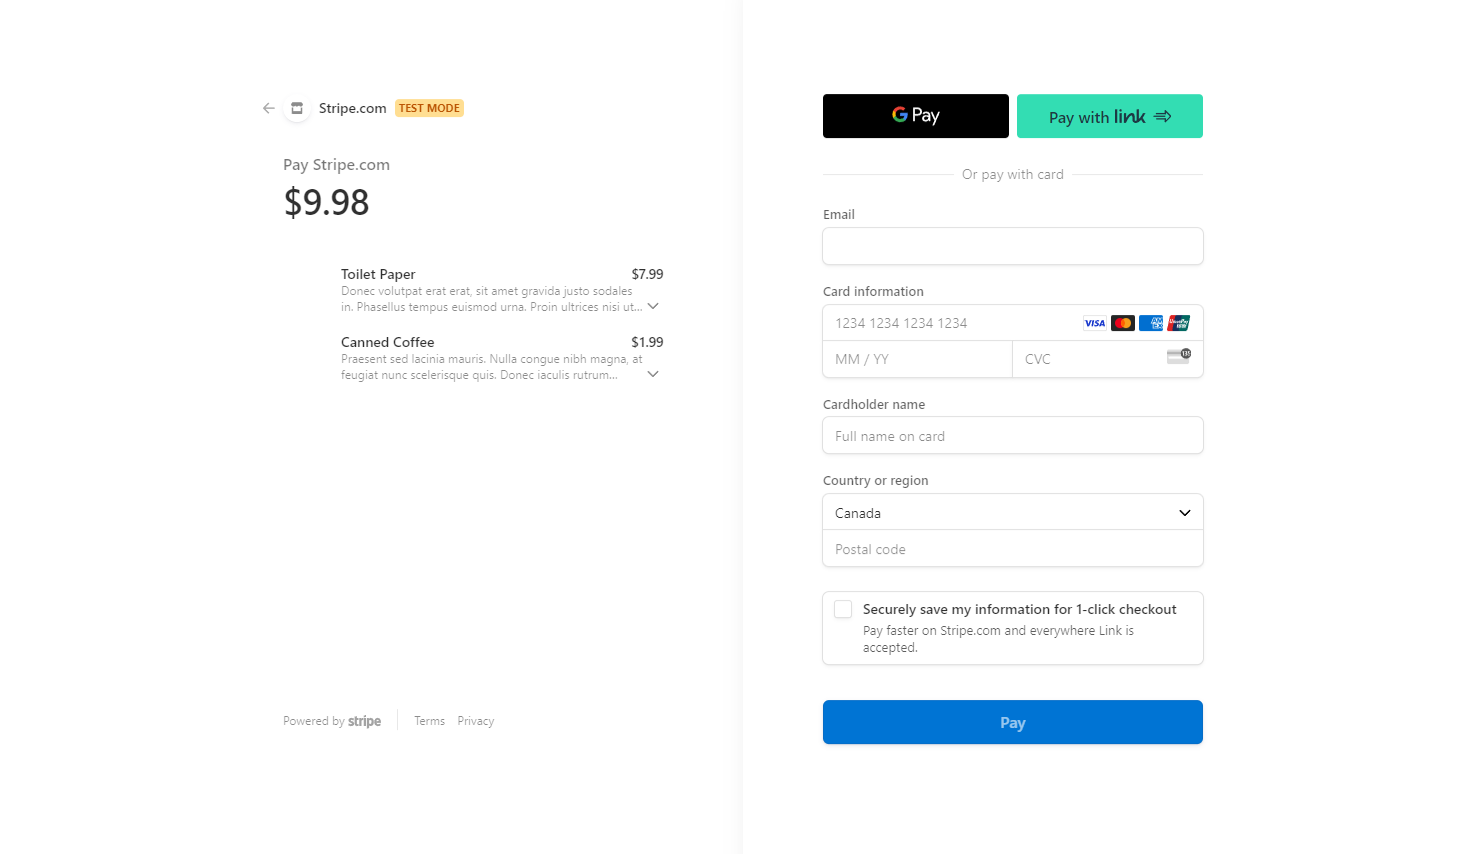 Stripe.com TEST MODE
Pay Stripe.com
$9.98
Toilet Paper $7.99
Donec volutpat erat erat, sit amet gravida justo sodales
in. Phasellus tempus euismod urna. Proin ultrices nisi ut...
Canned Coffee $1.99
Praesent sed lacinia mauris. Nulla congue nibh magna, at
feugiat nunc scelerisque quis. Donec iaculis rutrum...
Powered by stripe Terms Privacy
G Pay
Pay with link
Or pay with card
Email
Card information
1234 1234 1234 1234 VISA AMEX UnionPay
MM / YY CVC 135
Cardholder name
Full name on card
Country or region
Canada
Postal code
Securely save my information for 1-click checkout
Pay faster on Stripe.com and everywhere Link is
accepted.
Pay